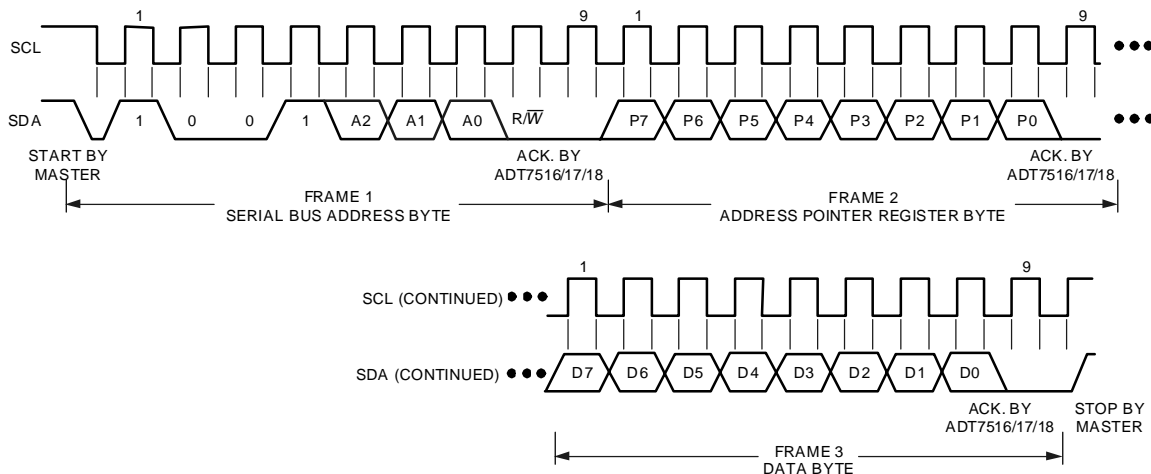 1 9 1 9
SCL
SDA
1 0 0 1 A2 A1 A0 R/W̅ P7 P6 P5 P4 P3 P2 P1 P0
START BY
MASTER
ACK. BY
ADT7516/17/18
ACK. BY
ADT7516/17/18
FRAME 1
SERIAL BUS ADDRESS BYTE
FRAME 2
ADDRESS POINTER REGISTER BYTE
1 9
SCL (CONTINUED)
SDA (CONTINUED)
D7 D6 D5 D4 D3 D2 D1 D0
ACK. BY
ADT7516/17/18
STOP BY
MASTER
FRAME 3
DATA BYTE